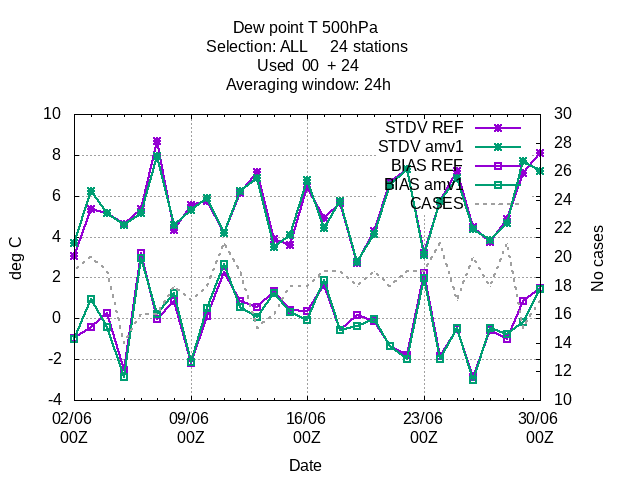 Dew point T 500hPa
Selection: ALL     24 stations
Used  00  + 24
Averaging window: 24h
STDV REF
STDV amv1
BIAS REF
BIAS amv1
CASES
10
8
6
4
2
0
-2
-4
deg C
30
28
26
24
22
20
18
16
14
12
10
No cases
02/06 09/06 16/06 23/06 30/06
00Z 00Z 00Z 00Z 00Z
Date